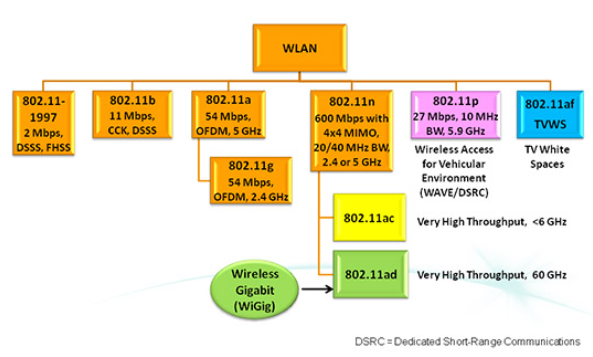 WLAN
802.11-
1997
2 Mbps,
DSSS, FHSS
802.11b
11 Mbps,
CCK, DSSS
802.11a
54 Mbps,
OFDM, 5 GHz
802.11g
54 Mbps,
OFDM, 2.4 GHz
802.11n
600 Mbps with
4x4 MIMO,
20/40 MHz BW,
2.4 or 5 GHz
802.11p
27 Mbps, 10 MHz
BW, 5.9 GHz
Wireless Access
for Vehicular
Environment
(WAVE/DSRC)
802.11af
TVWS
TV White
Spaces
802.11ac
Very High Throughput, <6 GHz
Wireless
Gigabit
(WiGig)
802.11ad
Very High Throughput, 60 GHz
DSRC = Dedicated Short-Range Communications